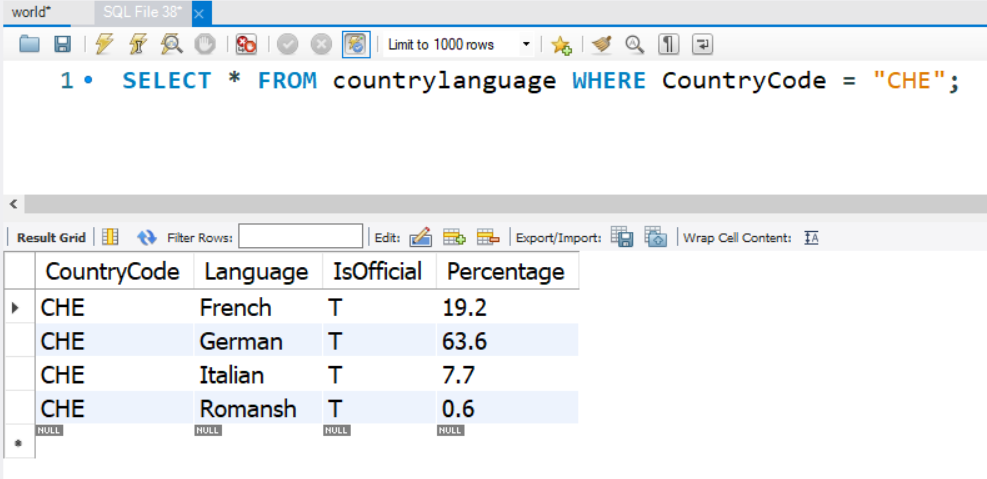 world* SQL File 38*
Limit to 1000 rows
1 SELECT * FROM countrylanguage WHERE CountryCode = "CHE";
Result Grid Filter Rows: Edit: Export/Import: Wrap Cell Content:
CountryCode Language IsOfficial Percentage
CHE French T 19.2
CHE German T 63.6
CHE Italian T 7.7
CHE Romansh T 0.6
NULL NULL NULL NULL